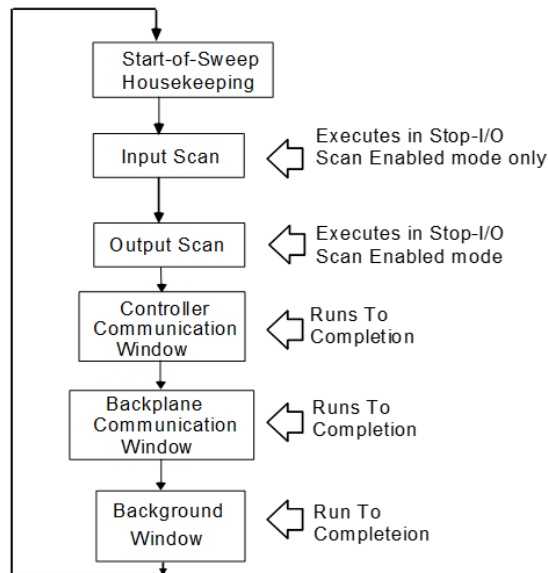 Start-of-Sweep
Housekeeping
Input Scan
Executes in Stop-I/O
Scan Enabled mode only
Output Scan
Executes in Stop-I/O
Scan Enabled mode
Controller
Communication
Window
Runs To
Completion
Backplane
Communication
Window
Runs To
Completion
Background
Window
Run To
Completeion